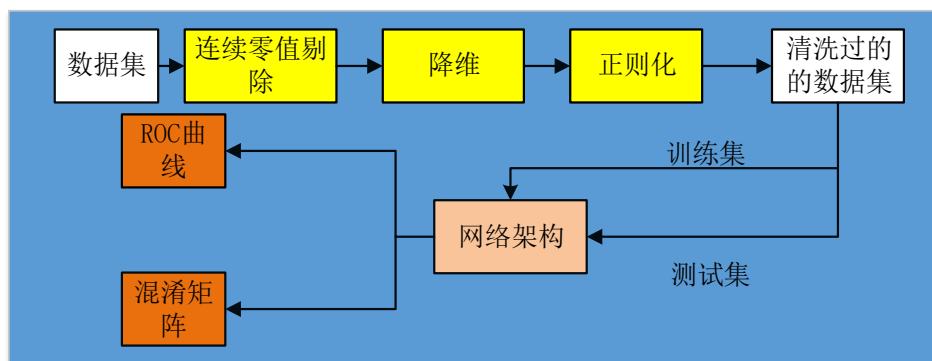 数据集
连续零值剔
除
降维
正则化
清洗过的
的数据集
ROC曲
线
训练集
网络架构
测试集
混淆矩
阵